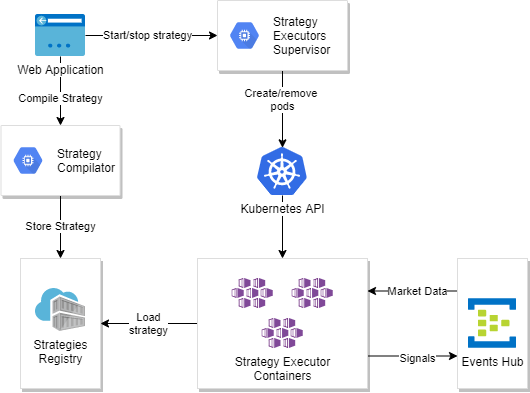 Start/stop strategy
Strategy
Executors
Supervisor
Web Application
Compile Strategy
Create/remove
pods
Strategy
Compilator
Kubernetes API
Store Strategy
Market Data
Load
strategy
Strategies
Registry
Strategy Executor
Containers
Signals
Events Hub